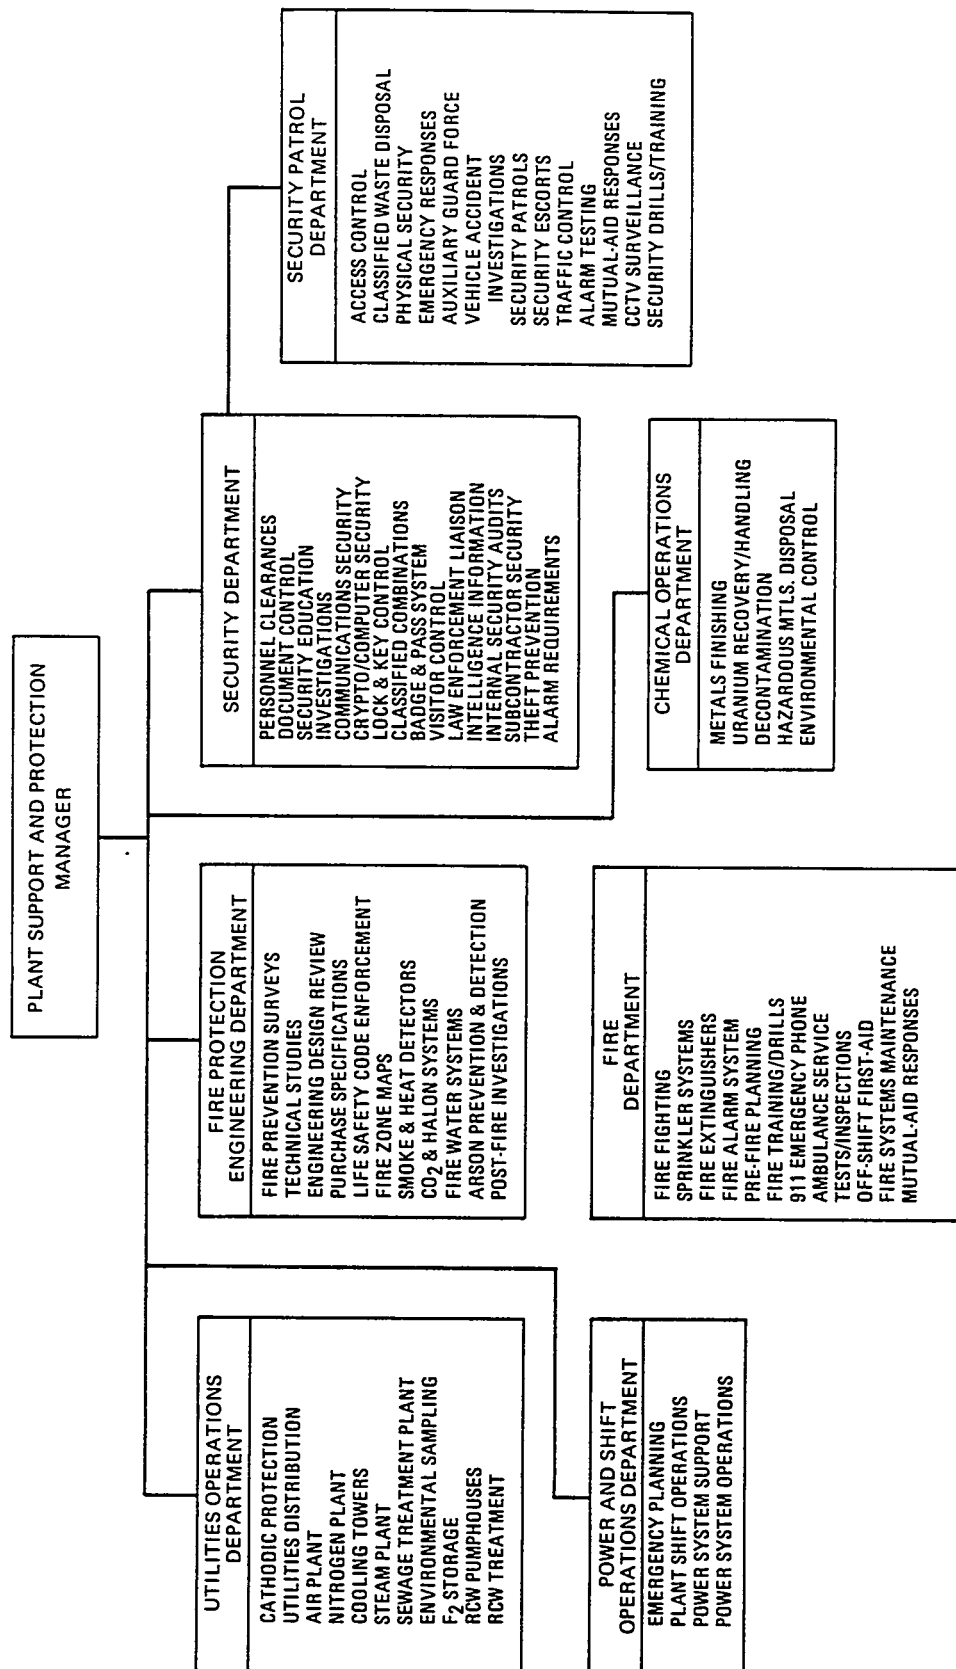 PLANT SUPPORT AND PROTECTION
MANAGER
UTILITIES OPERATIONS
DEPARTMENT
CATHODIC PROTECTION
UTILITIES DISTRIBUTION
AIR PLANT
NITROGEN PLANT
COOLING TOWERS
STEAM PLANT
SEWAGE TREATMENT PLANT
ENVIRONMENTAL SAMPLING
F₂ STORAGE
RCW PUMPHOUSES
RCW TREATMENT
FIRE PROTECTION
ENGINEERING DEPARTMENT
FIRE PREVENTION SURVEYS
TECHNICAL STUDIES
ENGINEERING DESIGN REVIEW
PURCHASE SPECIFICATIONS
LIFE SAFETY CODE ENFORCEMENT
FIRE ZONE MAPS
SMOKE & HEAT DETECTORS
CO₂ & HALON SYSTEMS
FIRE WATER SYSTEMS
ARSON PREVENTION & DETECTION
POST-FIRE INVESTIGATIONS
SECURITY DEPARTMENT
PERSONNEL CLEARANCES
DOCUMENT CONTROL
SECURITY EDUCATION
INVESTIGATIONS
COMMUNICATIONS SECURITY
CRYPTO/COMPUTER SECURITY
LOCK & KEY CONTROL
CLASSIFIED COMBINATIONS
BADGE & PASS SYSTEM
VISITOR CONTROL
LAW ENFORCEMENT LIAISON
INTELLIGENCE INFORMATION
INTERNAL SECURITY AUDITS
SUBCONTRACTOR SECURITY
THEFT PREVENTION
ALARM REQUIREMENTS
SECURITY PATROL
DEPARTMENT
ACCESS CONTROL
CLASSIFIED WASTE DISPOSAL
PHYSICAL SECURITY
EMERGENCY RESPONSES
AUXILIARY GUARD FORCE
VEHICLE ACCIDENT
INVESTIGATIONS
SECURITY PATROLS
SECURITY ESCORTS
TRAFFIC CONTROL
ALARM TESTING
MUTUAL-AID RESPONSES
CCTV SURVEILLANCE
SECURITY DRILLS/TRAINING
POWER AND SHIFT
OPERATIONS DEPARTMENT
EMERGENCY PLANNING
PLANT SHIFT OPERATIONS
POWER SYSTEM SUPPORT
POWER SYSTEM OPERATIONS
FIRE
DEPARTMENT
FIRE FIGHTING
SPRINKLER SYSTEMS
FIRE EXTINGUISHERS
FIRE ALARM SYSTEM
PRE-FIRE PLANNING
FIRE TRAINING/DRILLS
911 EMERGENCY PHONE
AMBULANCE SERVICE
TESTS/INSPECTIONS
OFF-SHIFT FIRST-AID
FIRE SYSTEMS MAINTENANCE
MUTUAL-AID RESPONSES
CHEMICAL OPERATIONS
DEPARTMENT
METALS FINISHING
URANIUM RECOVERY/HANDLING
DECONTAMINATION
HAZARDOUS MTLS. DISPOSAL
ENVIRONMENTAL CONTROL